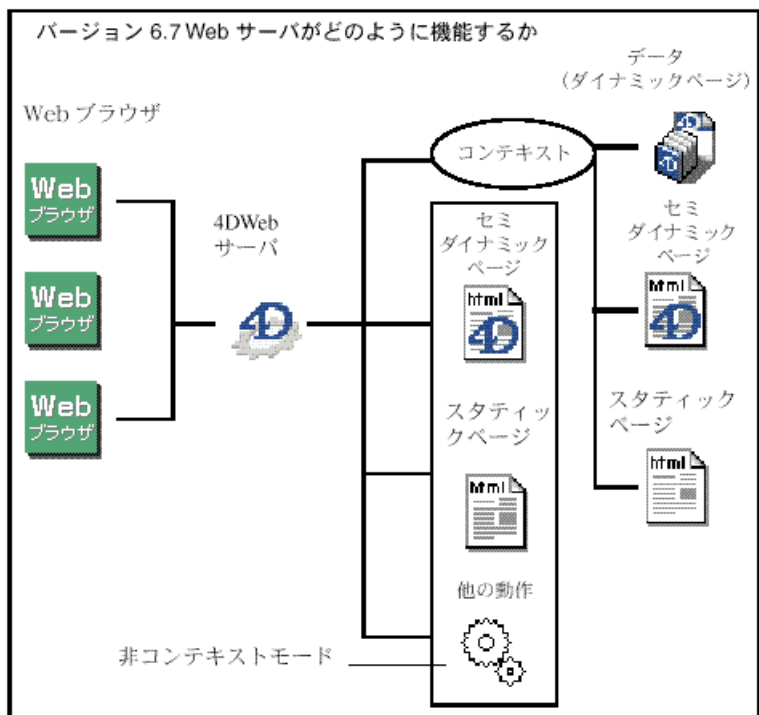 バージョン 6.7 Web サーバがどのように機能するか
Web ブラウザ
Web
ブラウザ
Web
ブラウザ
Web
ブラウザ
4DWeb
サーバ
4D
コンテキスト
データ
(ダイナミックページ)
4D
セミ
ダイナミック
ページ
html
4D
スタティック
ページ
html
セミ
ダイナミック
ページ
html
4D
スタティッ
クページ
html
他の動作
非コンテキストモード